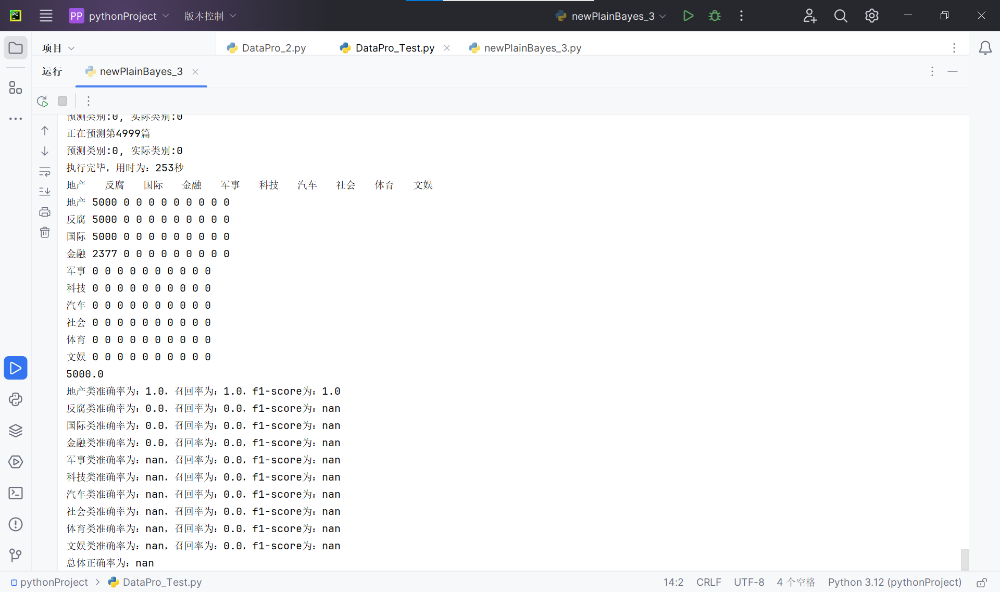 PP pythonProject 版本控制 newPlainBayes_3
项目 DataPro_2.py DataPro_Test.py newPlainBayes_3.py
运行 newPlainBayes_3
预测类别:0, 实际类别:0
正在预测第4999篇
预测类别:0, 实际类别:0
执行完毕，用时为：253秒
地产 反腐 国际 金融 军事 科技 汽车 社会 体育 文娱
地产 5000 0 0 0 0 0 0 0 0 0
反腐 5000 0 0 0 0 0 0 0 0 0
国际 5000 0 0 0 0 0 0 0 0 0
金融 2377 0 0 0 0 0 0 0 0 0
军事 0 0 0 0 0 0 0 0 0 0
科技 0 0 0 0 0 0 0 0 0 0
汽车 0 0 0 0 0 0 0 0 0 0
社会 0 0 0 0 0 0 0 0 0 0
体育 0 0 0 0 0 0 0 0 0 0
文娱 0 0 0 0 0 0 0 0 0 0
5000.0
地产类准确率为：1.0，召回率为：1.0，f1-score为：1.0
反腐类准确率为：0.0，召回率为：0.0，f1-score为：nan
国际类准确率为：0.0，召回率为：0.0，f1-score为：nan
金融类准确率为：0.0，召回率为：0.0，f1-score为：nan
军事类准确率为：nan，召回率为：0.0，f1-score为：nan
科技类准确率为：nan，召回率为：0.0，f1-score为：nan
汽车类准确率为：nan，召回率为：0.0，f1-score为：nan
社会类准确率为：nan，召回率为：0.0，f1-score为：nan
体育类准确率为：nan，召回率为：0.0，f1-score为：nan
文娱类准确率为：nan，召回率为：0.0，f1-score为：nan
总体正确率为：nan
pythonProject > DataPro_Test.py 14:2 CRLF UTF-8 4 个空格 Python 3.12 (pythonProject)